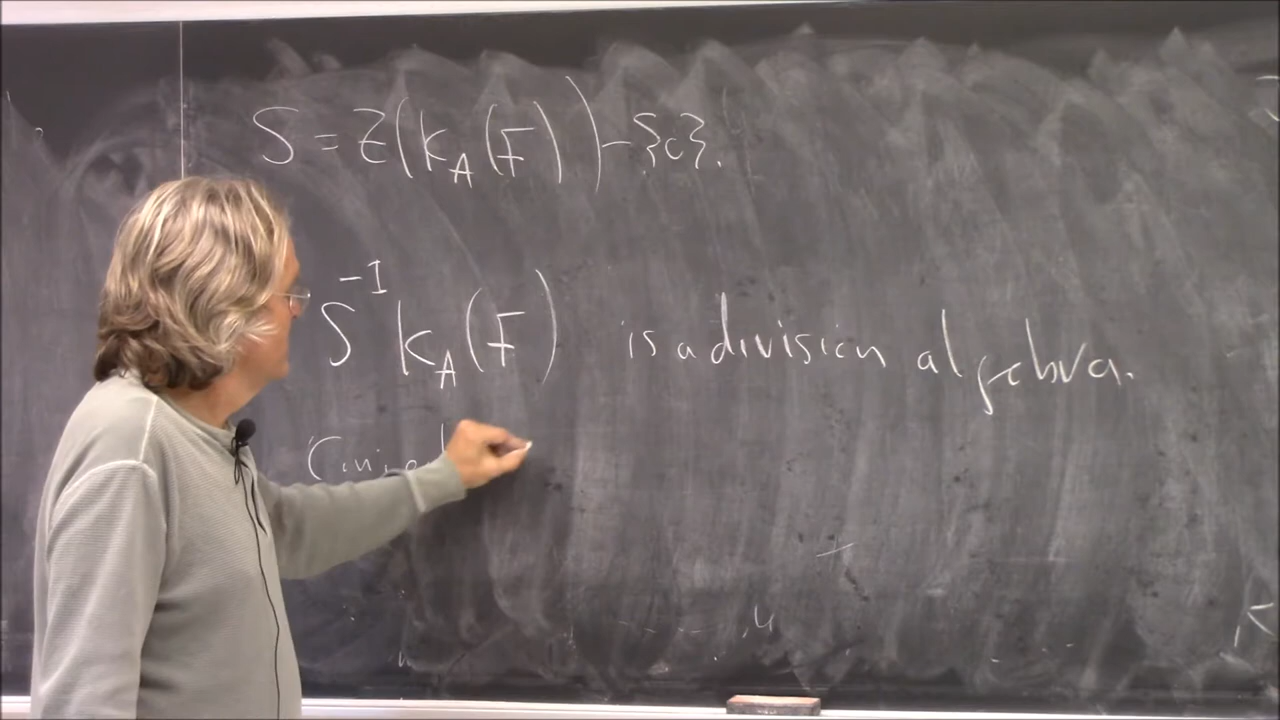 S = Z(K_A(F)) - {0}.
S^{-1} K_A(F) is a division algebra.